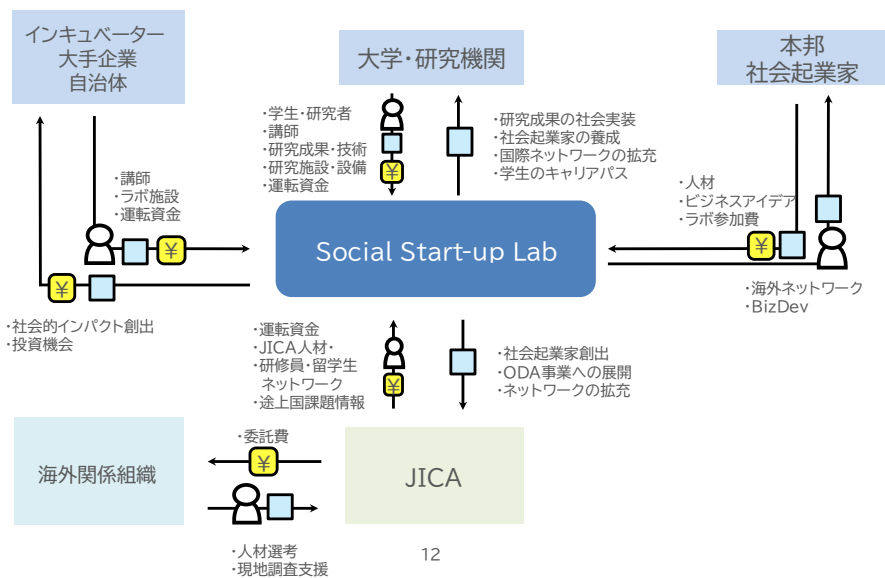 インキュベーター
大手企業
自治体
大学・研究機関
本邦
社会起業家
・学生・研究者
・講師
・研究成果・技術
・研究施設・設備
・運転資金
¥
・研究成果の社会実装
・社会起業家の養成
・国際ネットワークの拡充
・学生のキャリアパス
・講師
・ラボ施設
・運転資金
¥
¥
・人材
・ビジネスアイデア
・ラボ参加費
¥
Social Start-up Lab
・海外ネットワーク
・BizDev
・社会的インパクト創出
・投資機会
・運転資金
・JICA人材・
・研修員・留学生
ネットワーク
・途上国課題情報
¥
・社会起業家創出
・ODA事業への展開
・ネットワークの拡充
海外関係組織
・委託費
¥
JICA
・人材選考
・現地調査支援
12